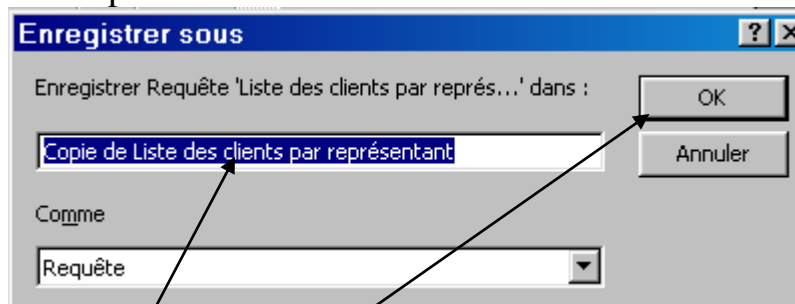 Enregistrer sous
Enregistrer Requête 'Liste des clients par représ...' dans :
OK
Copie de Liste des clients par représentant
Annuler
Comme
Requête